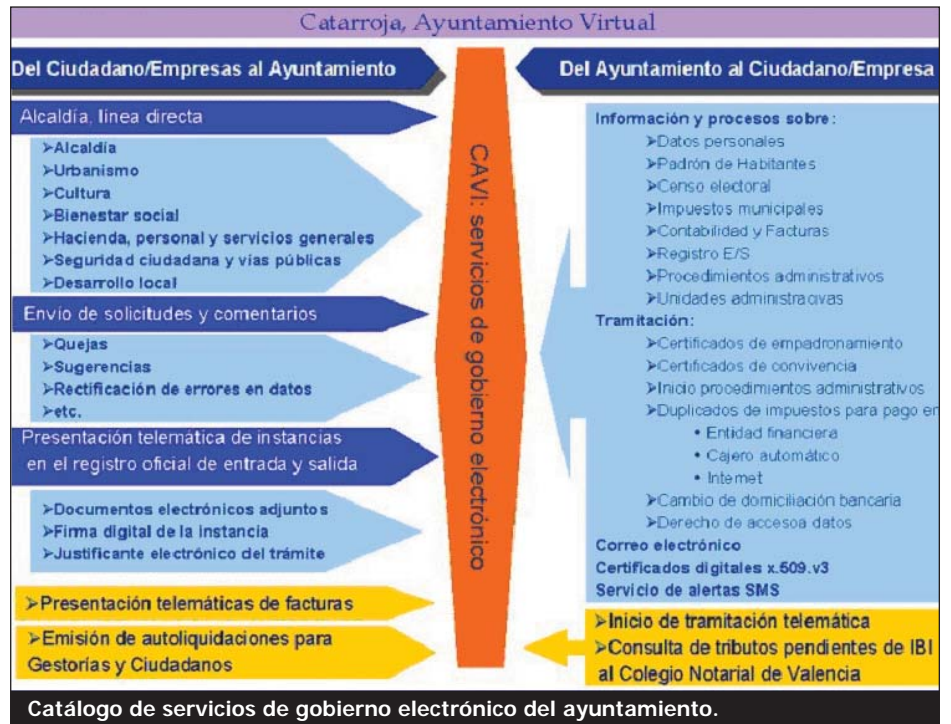 Catarroja, Ayuntamiento Virtual
Del Ciudadano/Empresas al Ayuntamiento
Alcaldía, linea directa
➢Alcaldía
➢Urbanismo
➢Cultura
➢Bienestar social
➢Hacienda, personal y servicios generales
➢Seguridad ciudadana y vías públicas
➢Desarrollo local
Envío de solicitudes y comentarios
➢Quejas
➢Sugerencias
➢Rectificación de errores en datos
➢etc.
Presentación telemática de instancias
en el registro oficial de entrada y salida
➢Documentos electrónicos adjuntos
➢Firma digital de la instancia
➢Justificante electrónico del trámite
➢Presentación telemáticas de facturas
➢Emisión de autoliquidaciones para
Gestorías y Ciudadanos
CAVI: servicios de gobierno electrónico
Del Ayuntamiento al Ciudadano/Empresa
Información y procesos sobre:
➢Datos personales
➢Padrón de Habitantes
➢Censo electoral
➢Impuestos municipales
➢Contabilidad y Facturas
➢Registro E/S
➢Procedimientos administrativos
➢Unidades administracivas
Tramitación:
➢Certificados de empadronamiento
➢Certificados de convivencia
➢Inicio procedimientos administrativos
➢Duplicados de impuestos para pago en
• Entidad financiera
• Cajero automático
• Internet
➢Cambio de domiciliación bancaria
➢Derecho de accesoa datos
Correo electrónico
Certificados digitales x.509.v3
Servicio de alertas SMS
➢Inicio de tramitación telemática
➢Consulta de tributos pendientes de IBI
al Colegio Notarial de Valencia
Catálogo de servicios de gobierno electrónico del ayuntamiento.